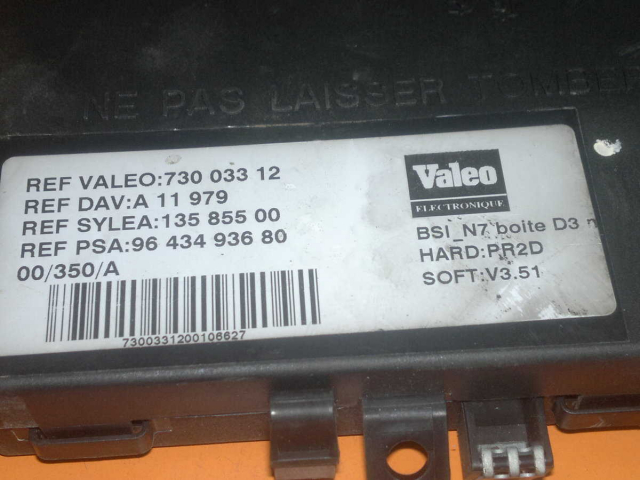 NE PAS LAISSER TOMBER
REF VALEO:730 033 12
REF DAV:A 11 979
REF SYLEA:135 855 00
REF PSA:96 434 936 80
00/350/A
7300331200106627
Valeo
ELECTRONIQUE
BSI_N7 boite D3
HARD:PR2D
SOFT:V3.51